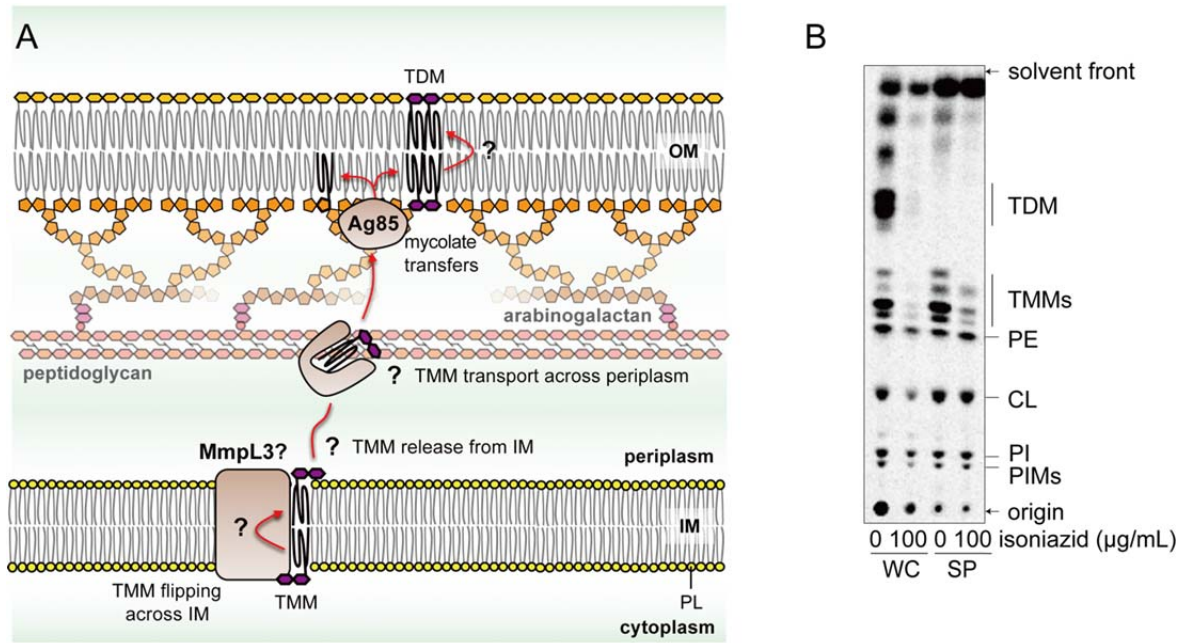 A
TDM
?
OM
Ag85
mycolate
transfers
arabinogalactan
peptidoglycan
? TMM transport across periplasm
? TMM release from IM
MmpL3?
periplasm
?
IM
TMM flipping
across IM
TMM
PL
cytoplasm
B
solvent front
TDM
TMMs
PE
CL
PI
PIMs
origin
0 100 0 100 isoniazid (µg/mL)
WC SP